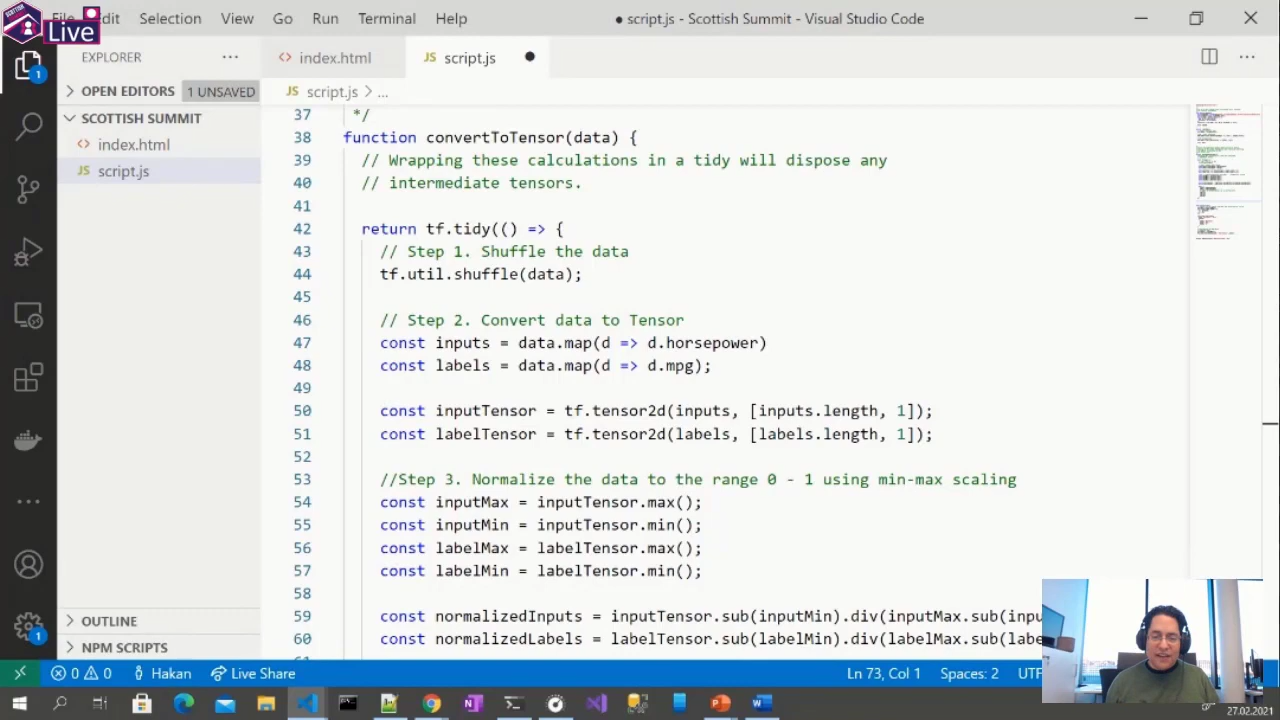 Live
Edit Selection View Go Run Terminal Help
● script.js - Scottish Summit - Visual Studio Code
EXPLORER
OPEN EDITORS 1 UNSAVED
SCOTTISH SUMMIT
<> index.html
JS script.js
OUTLINE
NPM SCRIPTS
1
1
<> index.html
JS script.js ●
JS script.js > ...
37 */
38 function convertToTensor(data) {
39 // Wrapping these calculations in a tidy will dispose any
40 // intermediate tensors.
41
42 return tf.tidy(() => {
43 // Step 1. Shuffle the data
44 tf.util.shuffle(data);
45
46 // Step 2. Convert data to Tensor
47 const inputs = data.map(d => d.horsepower)
48 const labels = data.map(d => d.mpg);
49
50 const inputTensor = tf.tensor2d(inputs, [inputs.length, 1]);
51 const labelTensor = tf.tensor2d(labels, [labels.length, 1]);
52
53 //Step 3. Normalize the data to the range 0 - 1 using min-max scaling
54 const inputMax = inputTensor.max();
55 const inputMin = inputTensor.min();
56 const labelMax = labelTensor.max();
57 const labelMin = labelTensor.min();
58
59 const normalizedInputs = inputTensor.sub(inputMin).div(inputMax.sub(inpu
60 const normalizedLabels = labelTensor.sub(labelMin).div(labelMax.sub(labe
0 0 Hakan Live Share Ln 73, Col 1 Spaces: 2 UTF
27.02.2021